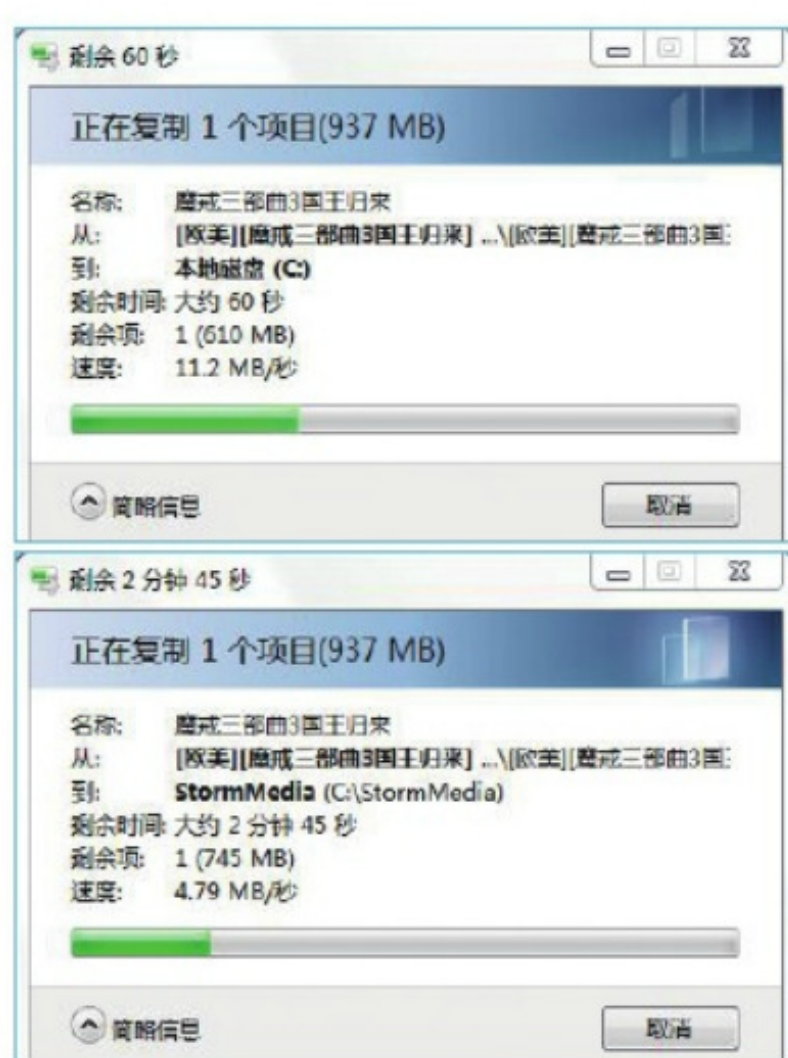 剩余 60 秒
正在复制 1 个项目(937 MB)
名称: 魔戒三部曲3国王归来
从: [欧美][魔戒三部曲3国王归来] ...\[欧美][魔戒三部曲3国王
到: 本地磁盘 (C:)
剩余时间: 大约 60 秒
剩余项: 1 (610 MB)
速度: 11.2 MB/秒
简略信息
取消
剩余 2 分钟 45 秒
正在复制 1 个项目(937 MB)
名称: 魔戒三部曲3国王归来
从: [欧美][魔戒三部曲3国王归来] ...\[欧美][魔戒三部曲3国王
到: StormMedia (C:\StormMedia)
剩余时间: 大约 2 分钟 45 秒
剩余项: 1 (745 MB)
速度: 4.79 MB/秒
简略信息
取消